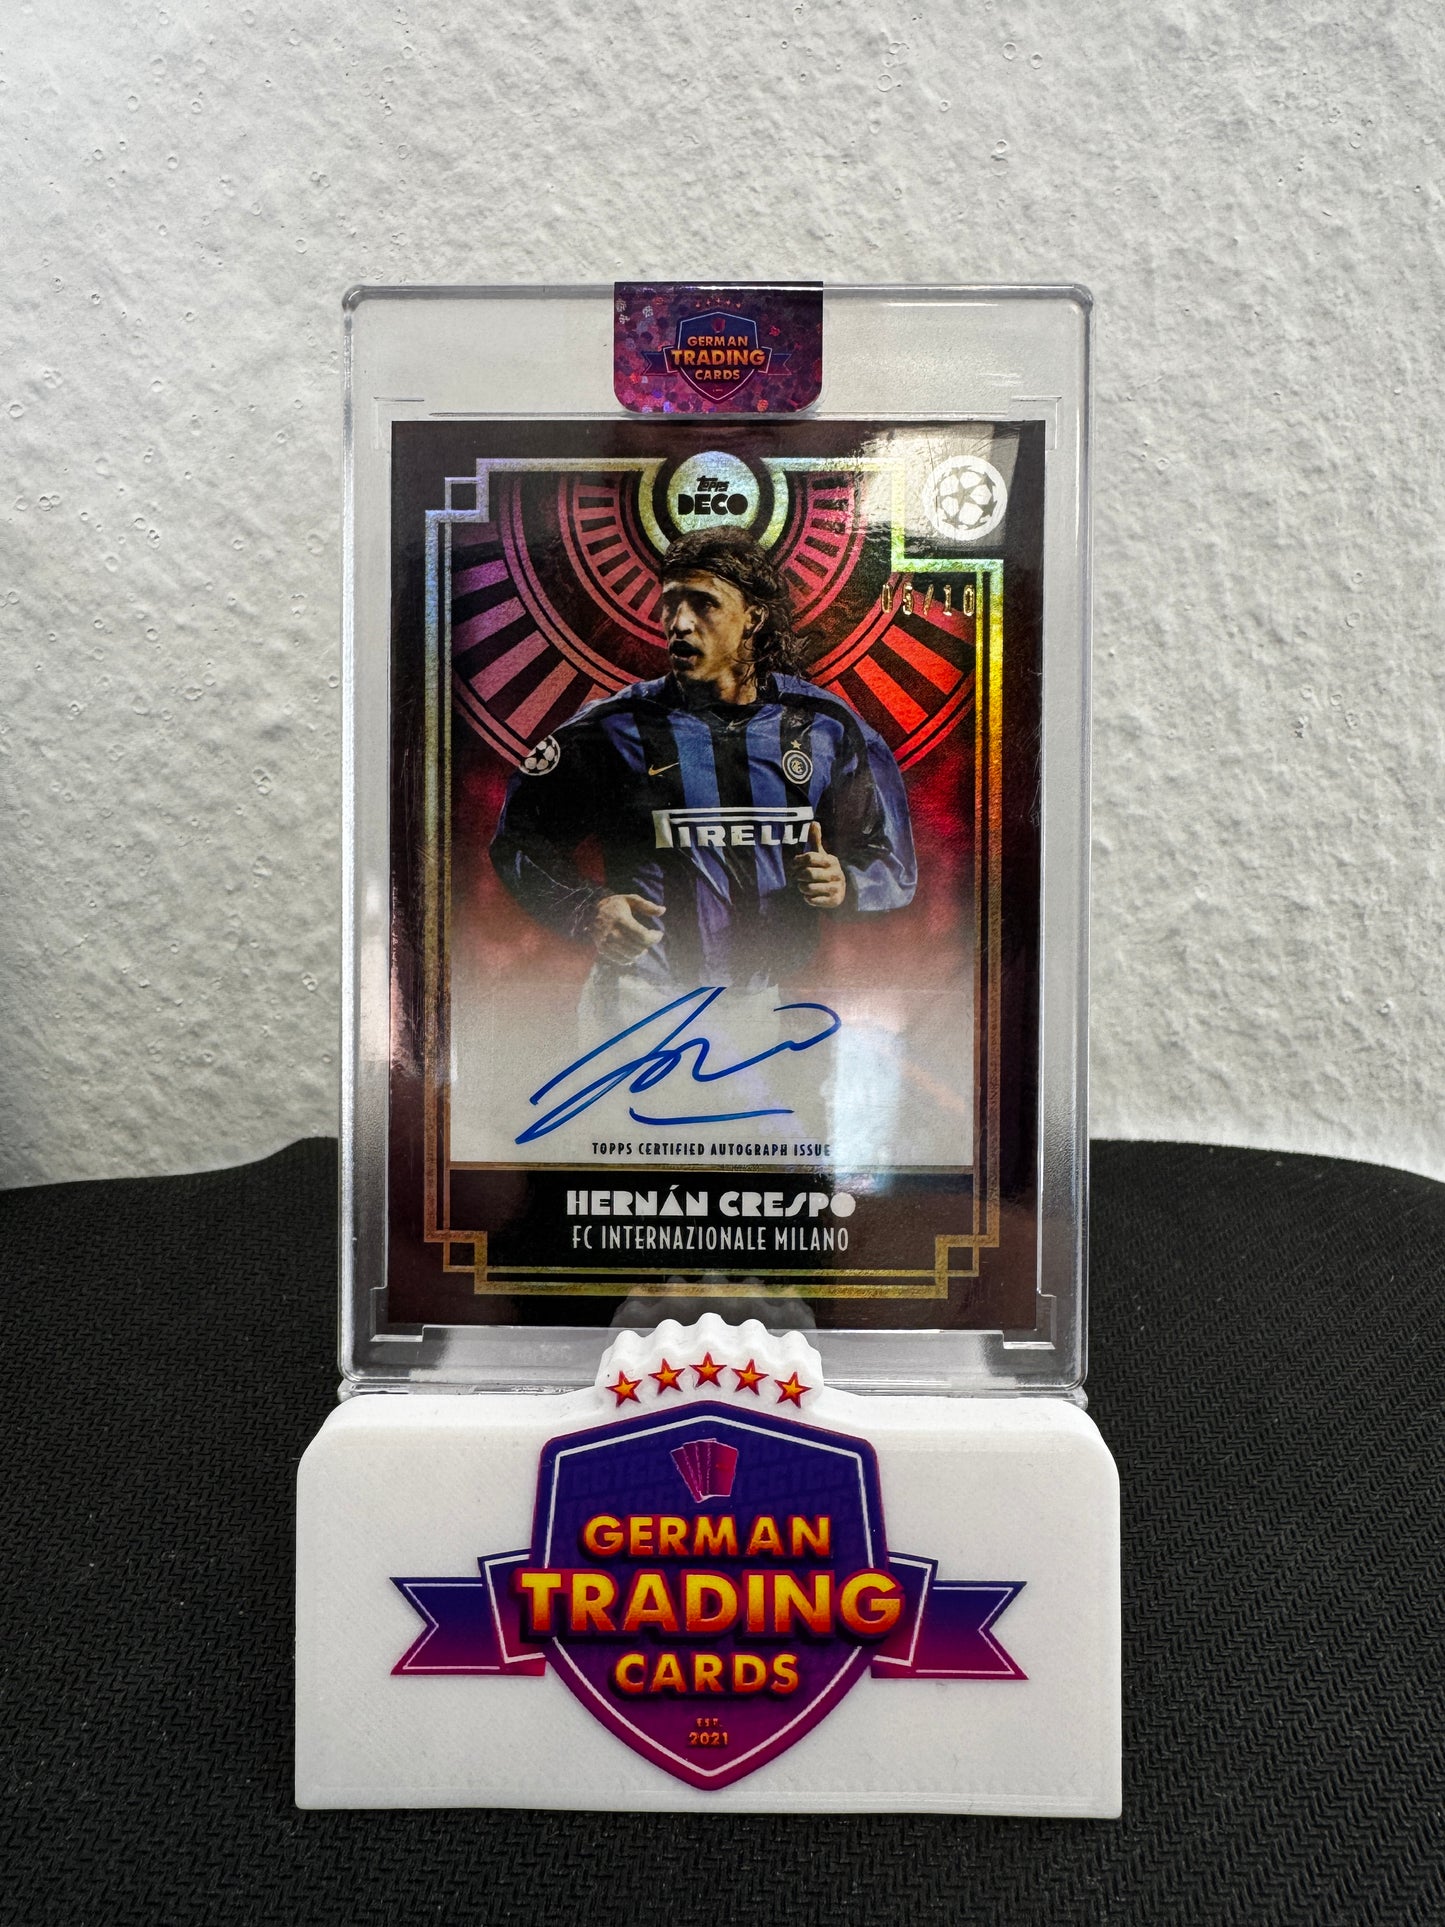 GERMAN
TRADING
CARDS
Topps
DECO
05/10
PIRELLI
TOPPS CERTIFIED AUTOGRAPH ISSUE
HERNÁN CRESPO
FC INTERNAZIONALE MILANO
GERMAN
TRADING
CARDS
EST.
2021